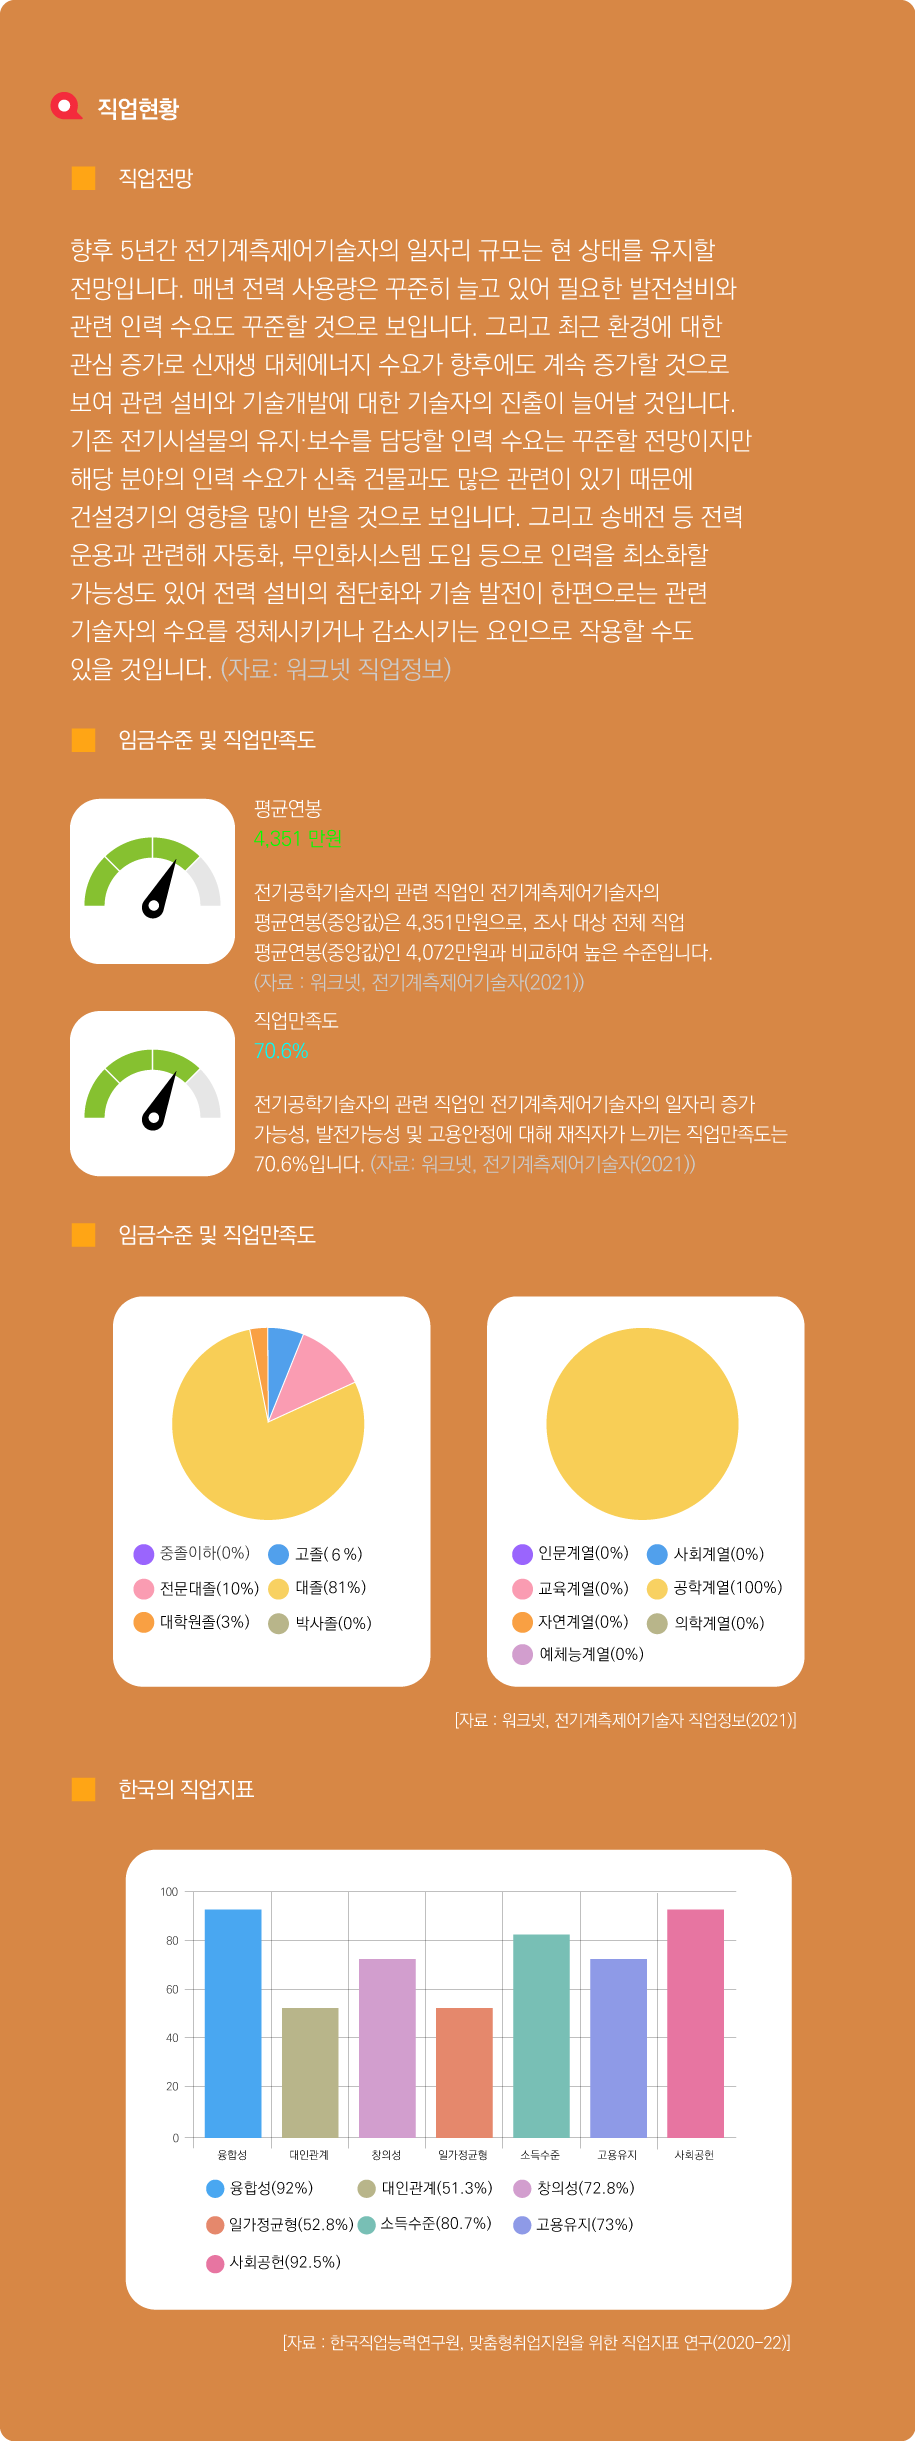 직업현황
직업전망
향후 5년간 전기계측제어기술자의 일자리 규모는 현 상태를 유지할
전망입니다. 매년 전력 사용량은 꾸준히 늘고 있어 필요한 발전설비와
관련 인력 수요도 꾸준할 것으로 보입니다. 그리고 최근 환경에 대한
관심 증가로 신재생 대체에너지 수요가 향후에도 계속 증가할 것으로
보여 관련 설비와 기술개발에 대한 기술자의 진출이 늘어날 것입니다.
기존 전기시설물의 유지·보수를 담당할 인력 수요는 꾸준할 전망이지만
해당 분야의 인력 수요가 신축 건물과도 많은 관련이 있기 때문에
건설경기의 영향을 많이 받을 것으로 보입니다. 그리고 송배전 등 전력
운용과 관련해 자동화, 무인화시스템 도입 등으로 인력을 최소화할
가능성도 있어 전력 설비의 첨단화와 기술 발전이 한편으로는 관련
기술자의 수요를 정체시키거나 감소시키는 요인으로 작용할 수도
있을 것입니다. (자료: 워크넷 직업정보)
임금수준 및 직업만족도
평균연봉
4,351 만원
전기공학기술자의 관련 직업인 전기계측제어기술자의
평균연봉(중앙값)은 4,351만원으로, 조사 대상 전체 직업
평균연봉(중앙값)인 4,072만원과 비교하여 높은 수준입니다.
(자료 : 워크넷, 전기계측제어기술자(2021))
직업만족도
70.6%
전기공학기술자의 관련 직업인 전기계측제어기술자의 일자리 증가
가능성, 발전가능성 및 고용안정에 대해 재직자가 느끼는 직업만족도는
70.6%입니다. (자료: 워크넷, 전기계측제어기술자(2021))
임금수준 및 직업만족도
중졸이하(0%) 고졸( 6 %)
전문대졸(10%) 대졸(81%)
대학원졸(3%) 박사졸(0%)
인문계열(0%) 사회계열(0%)
교육계열(0%) 공학계열(100%)
자연계열(0%) 의학계열(0%)
예체능계열(0%)
[자료 : 워크넷, 전기계측제어기술자 직업정보(2021)]
한국의 직업지표
100
80
60
40
20
0
융합성 대인관계 창의성 일가정균형 소득수준 고용유지 사회공헌
융합성(92%) 대인관계(51.3%) 창의성(72.8%)
일가정균형(52.8%) 소득수준(80.7%) 고용유지(73%)
사회공헌(92.5%)
[자료 : 한국직업능력연구원, 맞춤형취업지원을 위한 직업지표 연구(2020-22)]